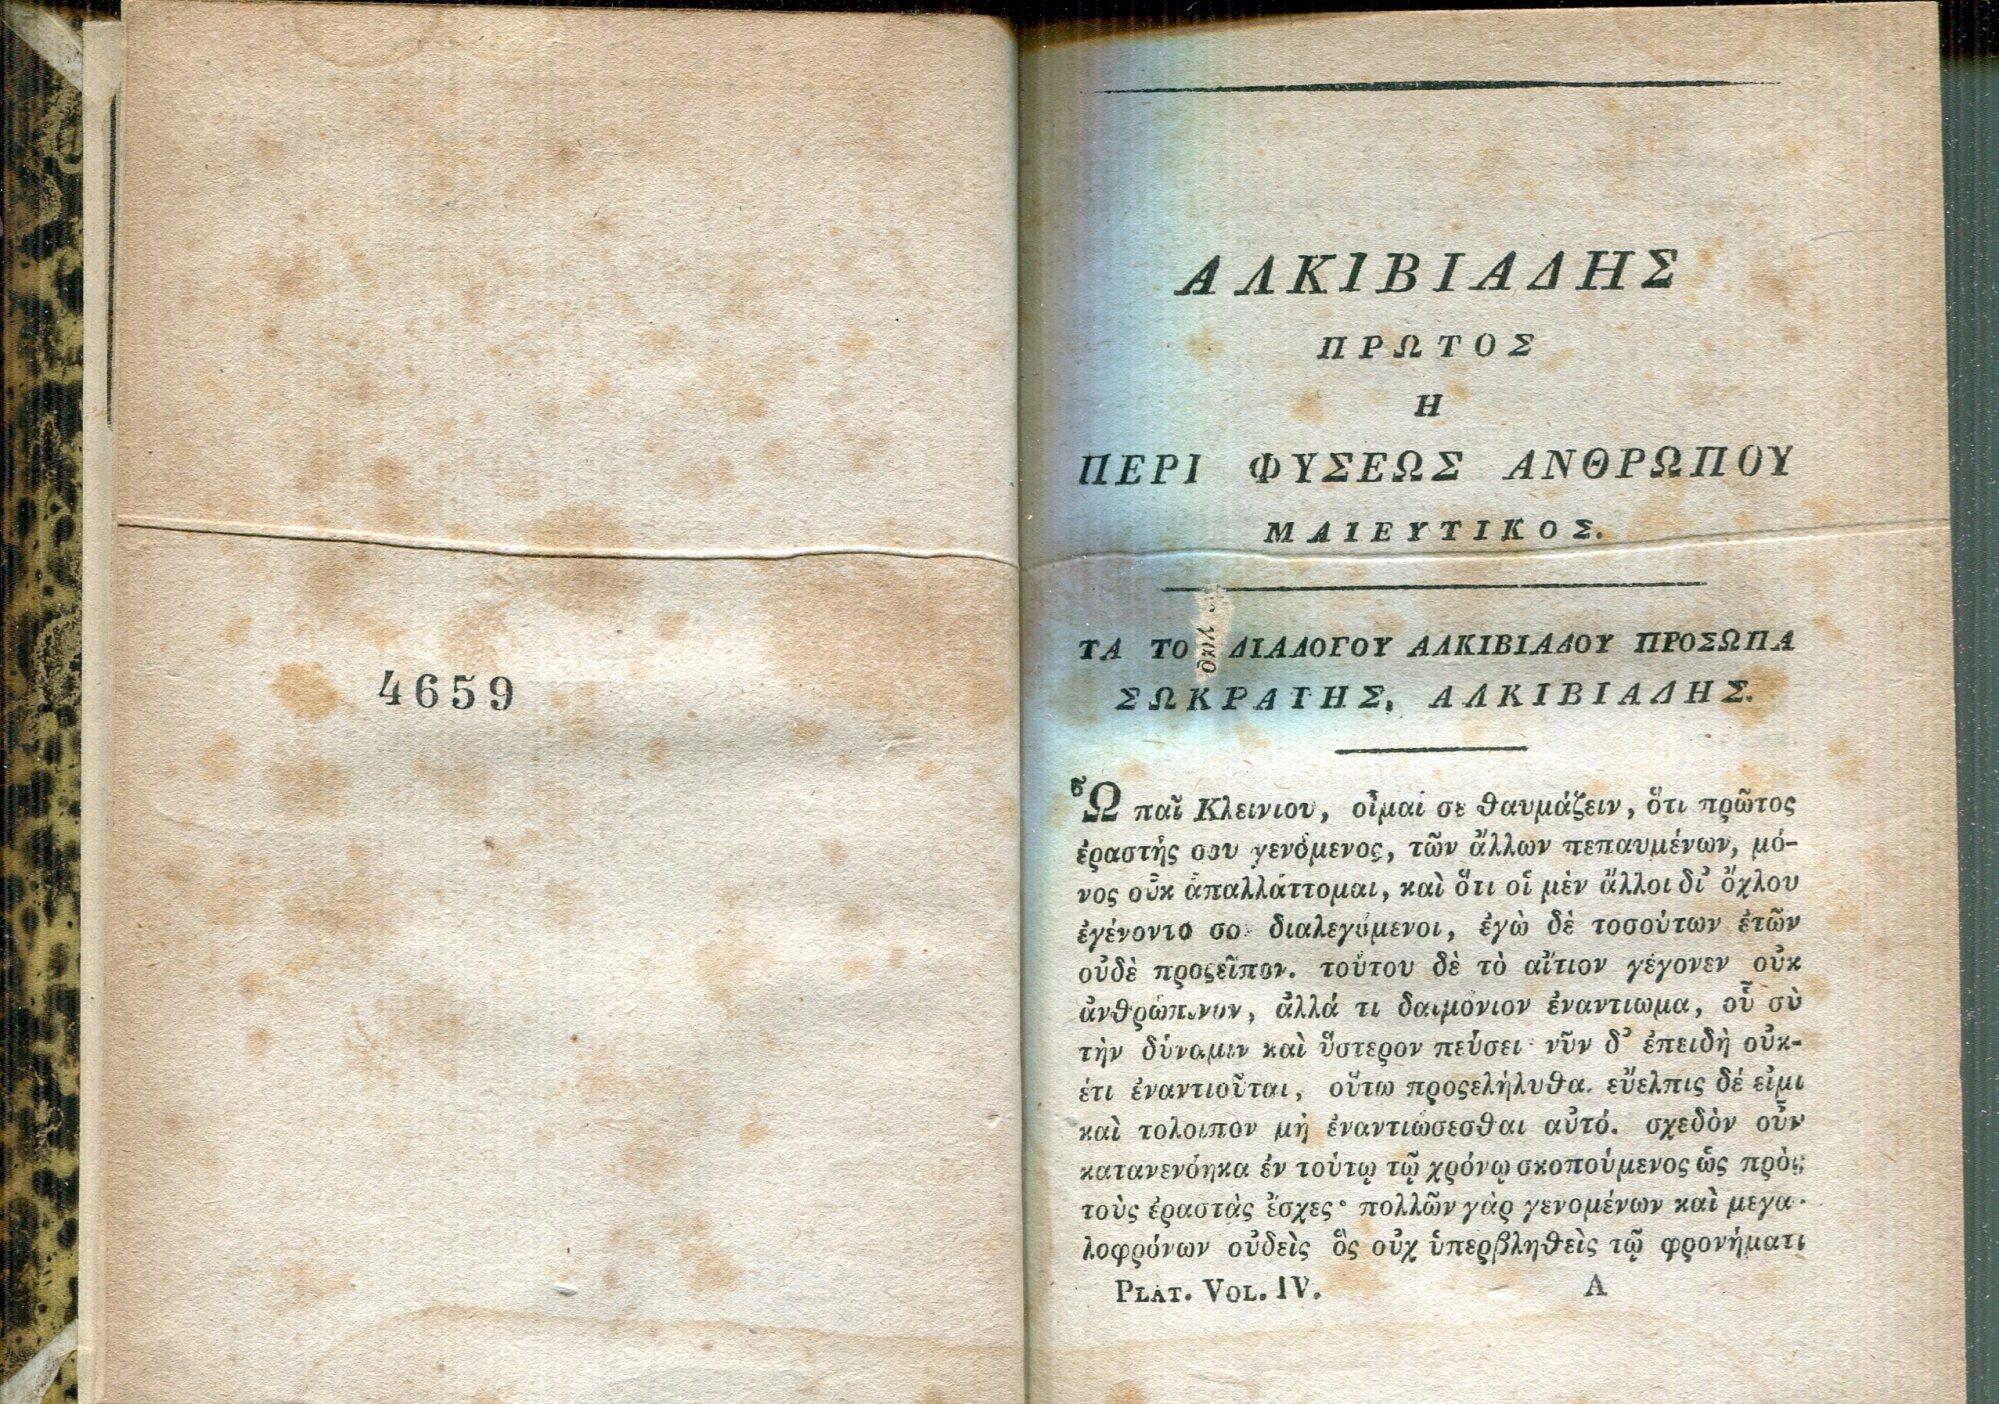 4659
ΑΛΚΙΒΙΑΔΗΣ
ΠΡΩΤΟΣ
Η
ΠΕΡΙ ΦΥΣΕΩΣ ΑΝΘΡΩΠΟΥ
ΜΑΙΕΥΤΙΚΟΣ.
ΤΑ ΤΟ ΔΙΑΛΟΓΟΥ ΑΛΚΙΒΙΑΔΟΥ ΠΡΟΣΩΠΑ
ΣΩΚΡΑΤΗΣ, ΑΛΚΙΒΙΑΔΗΣ.
Ὦ παῖ Κλεινιου, οἶμαί σε θαυμάζειν, ὅτι πρῶτος
ἐραστής σου γενόμενος, τῶν ἄλλων πεπαυμένων, μό-
νος οὐκ ἀπαλλάττομαι, καὶ ὅτι οἱ μὲν ἄλλοι δι᾽ ὄχλου
ἐγένοντο σο διαλεγόμενοι, ἐγὼ δὲ τοσούτων ἐτῶν
οὐδὲ προςεῖπον. τούτου δὲ τὸ αἴτιον γέγονεν οὐκ
ἀνθρώπινον, ἀλλά τι δαιμόνιον ἐναντιωμα, οὗ σὺ
τὴν δύναμιν καὶ ὕστερον πεύσει· νῦν δ᾽ ἐπειδὴ οὐκ-
έτι ἐναντιοῦται, οὕτω προςελήλυθα. εὔελπις δέ εἰμι
καὶ τολοιπον μὴ ἐναντιώσεσθαι αὐτό. σχεδὸν οὖν
κατανενόηκα ἐν τούτῳ τῷ χρόνῳ σκοπούμενος ὡς πρὸς
τοὺς ἐραστὰς ἔσχες· πολλῶν γὰρ γενομένων καὶ μεγα-
λοφρόνων οὐδεὶς ὃς οὐχ ὑπερβληθεὶς τῷ φρονήματι
PLAT. VOL. IV. A